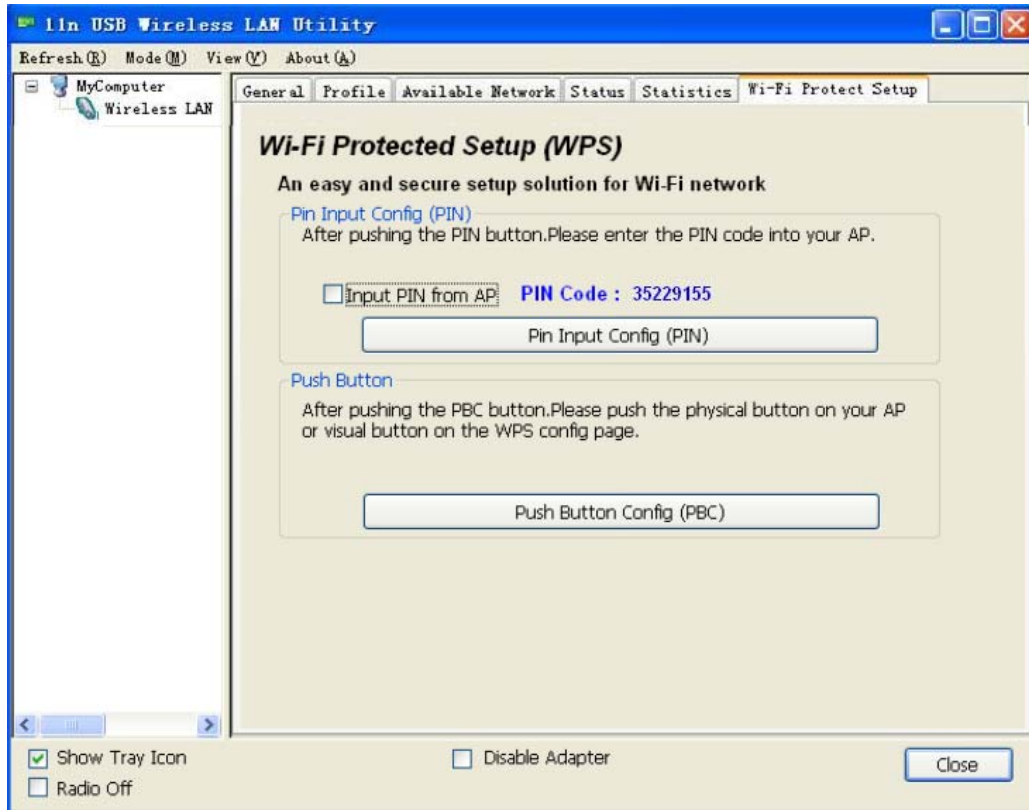 11n USB Wireless LAN Utility
Refresh(R) Mode(M) View(V) About(A)
MyComputer
Wireless LAN
General Profile Available Network Status Statistics Wi-Fi Protect Setup
Wi-Fi Protected Setup (WPS)
An easy and secure setup solution for Wi-Fi network
Pin Input Config (PIN)
After pushing the PIN button.Please enter the PIN code into your AP.
Input PIN from AP PIN Code : 35229155
Pin Input Config (PIN)
Push Button
After pushing the PBC button.Please push the physical button on your AP
or visual button on the WPS config page.
Push Button Config (PBC)
Show Tray Icon Disable Adapter Close
Radio Off